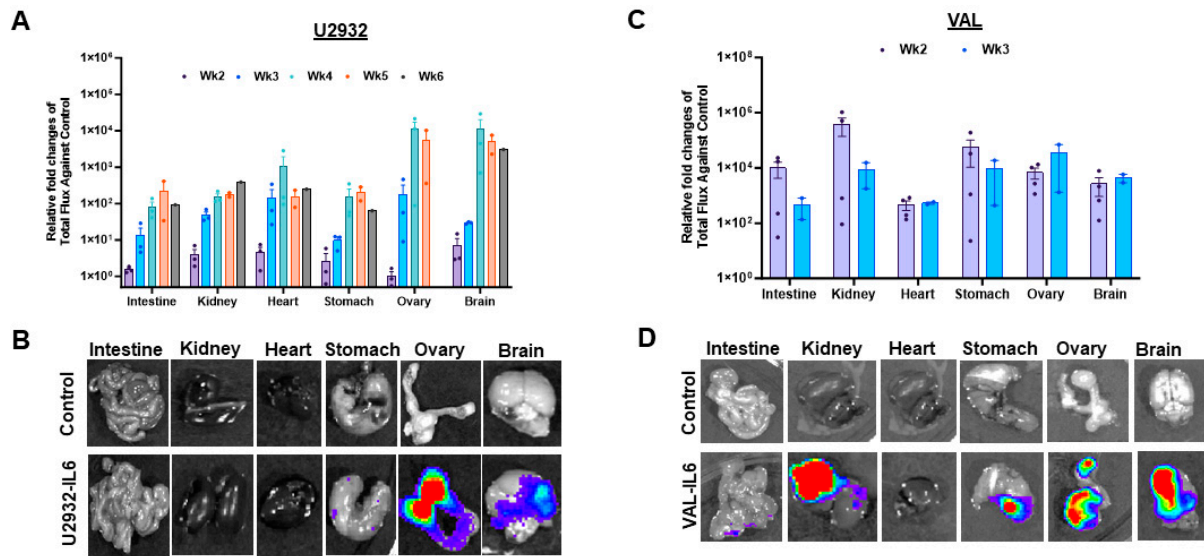 A
U2932
Relative fold changes of
Total Flux Against Control
1×10⁶
1×10⁵
1×10⁴
1×10³
1×10²
1×10¹
1×10⁰
Wk2 Wk3 Wk4 Wk5 Wk6
Intestine Kidney Heart Stomach Ovary Brain
B
Intestine Kidney Heart Stomach Ovary Brain
Control
U2932-IL6
C
VAL
Relative fold changes of
Total Flux Against Control
1×10⁸
1×10⁶
1×10⁴
1×10²
1×10⁰
Wk2 Wk3
Intestine Kidney Heart Stomach Ovary Brain
D
Intestine Kidney Heart Stomach Ovary Brain
Control
VAL-IL6